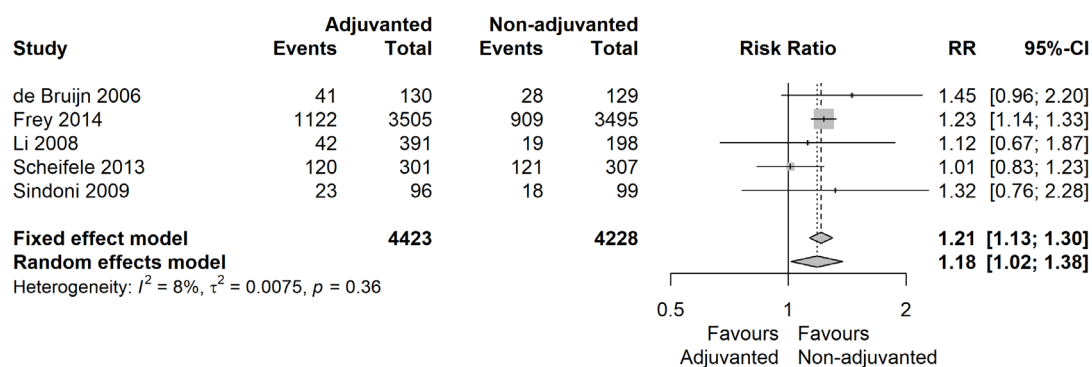 Adjuvanted Non-adjuvanted
Study Events Total Events Total Risk Ratio RR 95%-CI
de Bruijn 2006 41 130 28 129 1.45 [0.96; 2.20]
Frey 2014 1122 3505 909 3495 1.23 [1.14; 1.33]
Li 2008 42 391 19 198 1.12 [0.67; 1.87]
Scheifele 2013 120 301 121 307 1.01 [0.83; 1.23]
Sindoni 2009 23 96 18 99 1.32 [0.76; 2.28]
Fixed effect model 4423 4228 1.21 [1.13; 1.30]
Random effects model 1.18 [1.02; 1.38]
Heterogeneity: I² = 8%, τ² = 0.0075, p = 0.36
0.5 1 2
Favours Favours
Adjuvanted Non-adjuvanted